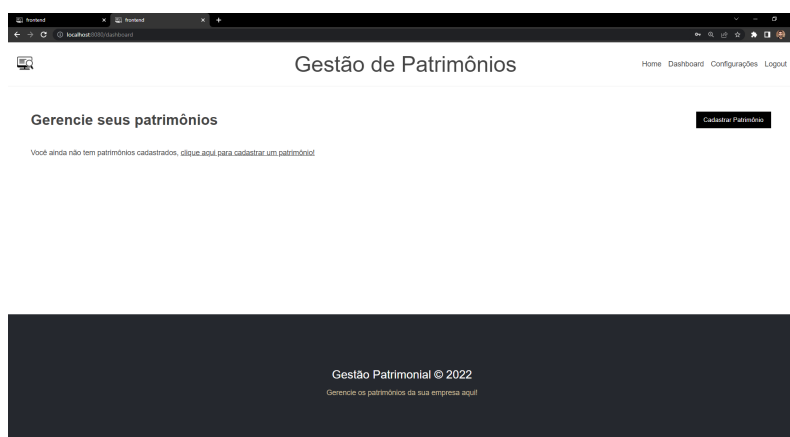 frontend
frontend
localhost:8080/dashboard
Gestão de Patrimônios
Home Dashboard Configurações Logout
Gerencie seus patrimônios
Cadastrar Patrimônio
Você ainda não tem patrimônios cadastrados, clique aqui para cadastrar um patrimônio!
Gestão Patrimonial © 2022
Gerencie os patrimônios da sua empresa aqui!